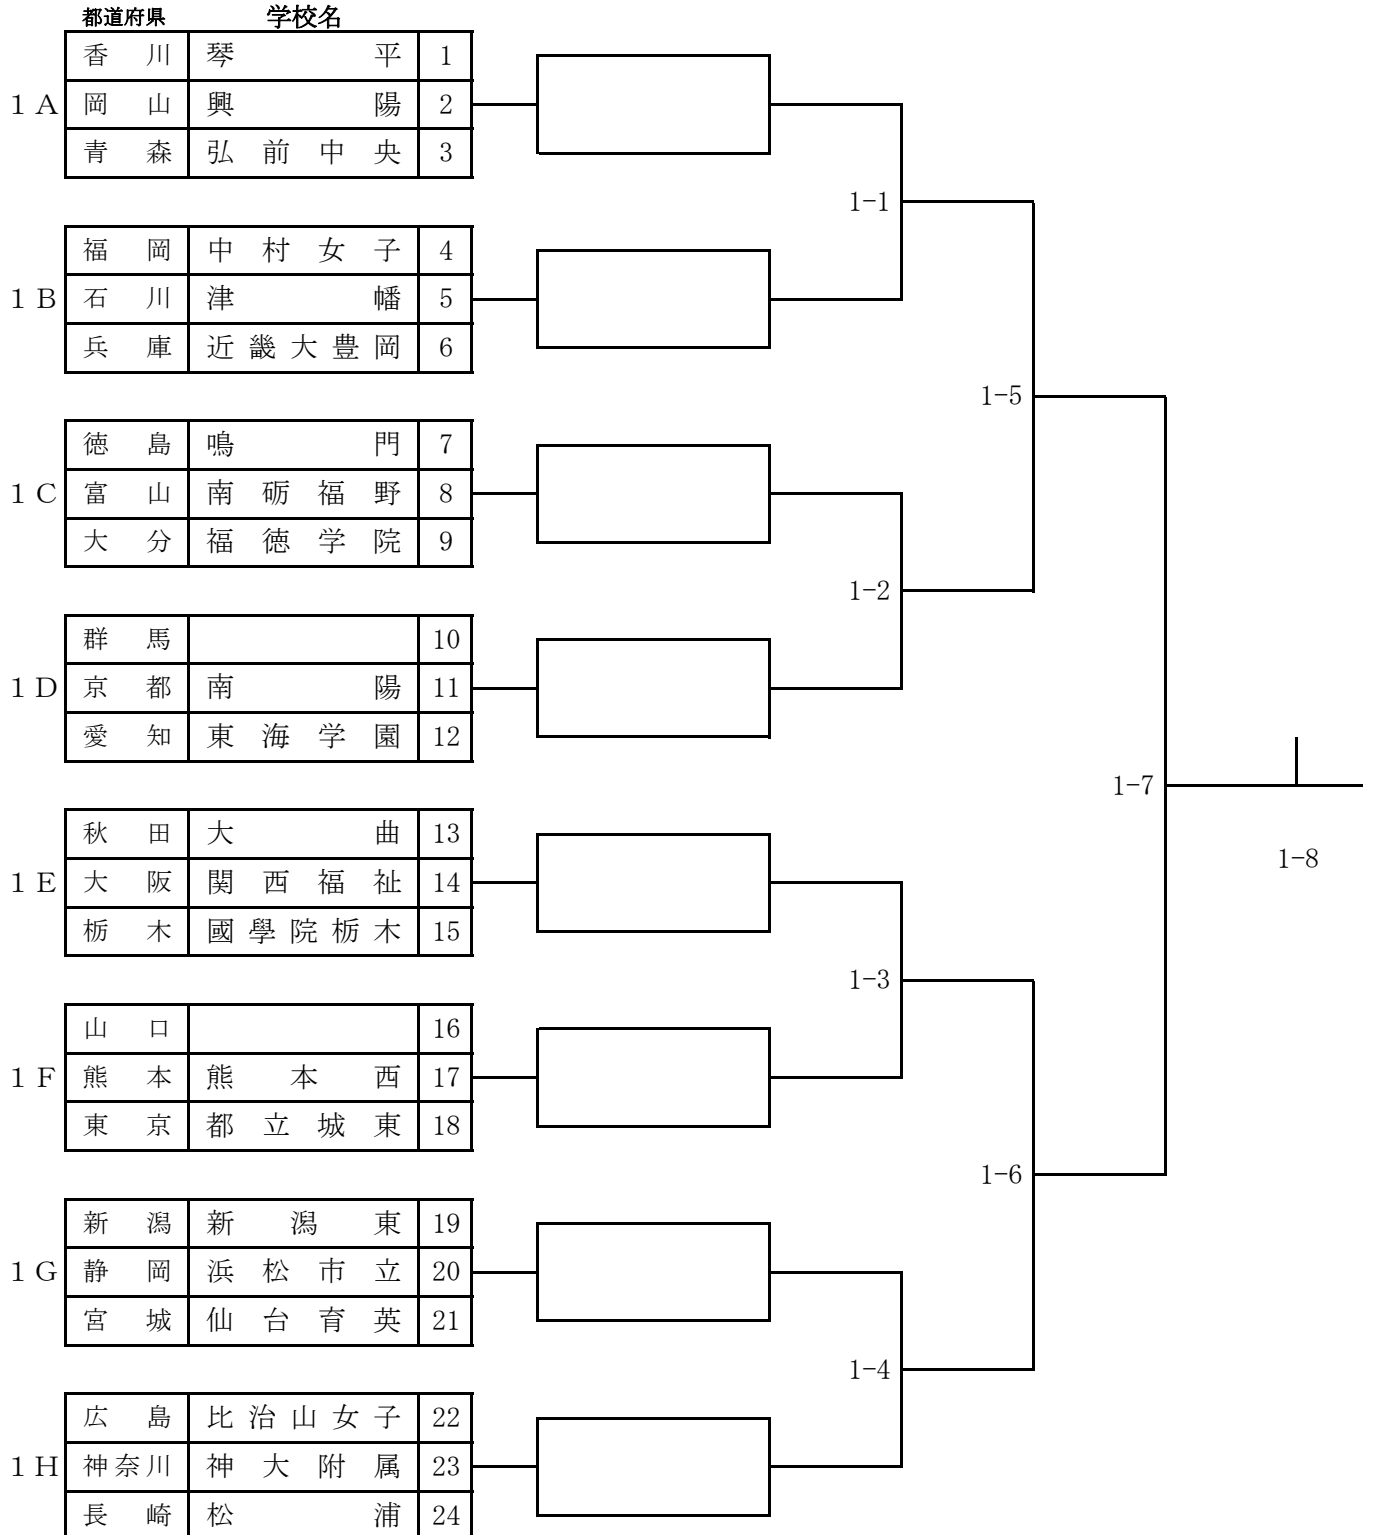 都道府県 学校名
香川 琴平 1
1A 岡山 興陽 2
青森 弘前中央 3
1-1
福岡 中村女子 4
1B 石川 津幡 5
兵庫 近畿大豊岡 6
1-5
徳島 鳴門 7
1C 富山 南砺福野 8
大分 福徳学院 9
1-2
群馬 10
1D 京都 南陽 11
愛知 東海学園 12
1-7
秋田 大曲 13
1-8
1E 大阪 関西福祉 14
栃木 國學院栃木 15
1-3
山口 16
1F 熊本 熊本西 17
東京 都立城東 18
1-6
新潟 新潟東 19
1G 静岡 浜松市立 20
宮城 仙台育英 21
1-4
広島 比治山女子 22
1H 神奈川 神大附属 23
長崎 松浦 24